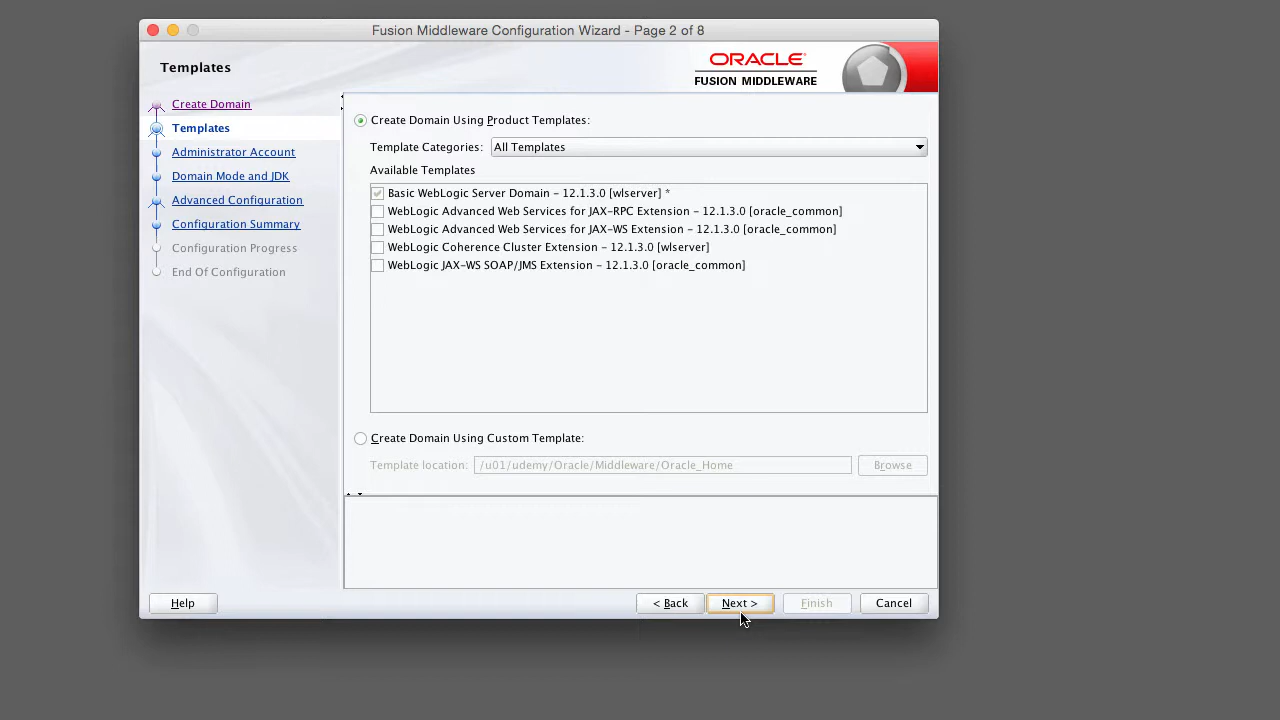 Fusion Middleware Configuration Wizard - Page 2 of 8
Templates
ORACLE
FUSION MIDDLEWARE
Create Domain
Templates
Administrator Account
Domain Mode and JDK
Advanced Configuration
Configuration Summary
Configuration Progress
End Of Configuration
Create Domain Using Product Templates:
Template Categories: All Templates
Available Templates
Basic WebLogic Server Domain - 12.1.3.0 [wlserver] *
WebLogic Advanced Web Services for JAX-RPC Extension - 12.1.3.0 [oracle_common]
WebLogic Advanced Web Services for JAX-WS Extension - 12.1.3.0 [oracle_common]
WebLogic Coherence Cluster Extension - 12.1.3.0 [wlserver]
WebLogic JAX-WS SOAP/JMS Extension - 12.1.3.0 [oracle_common]
Create Domain Using Custom Template:
Template location: /u01/udemy/Oracle/Middleware/Oracle_Home Browse
Help < Back Next > Finish Cancel